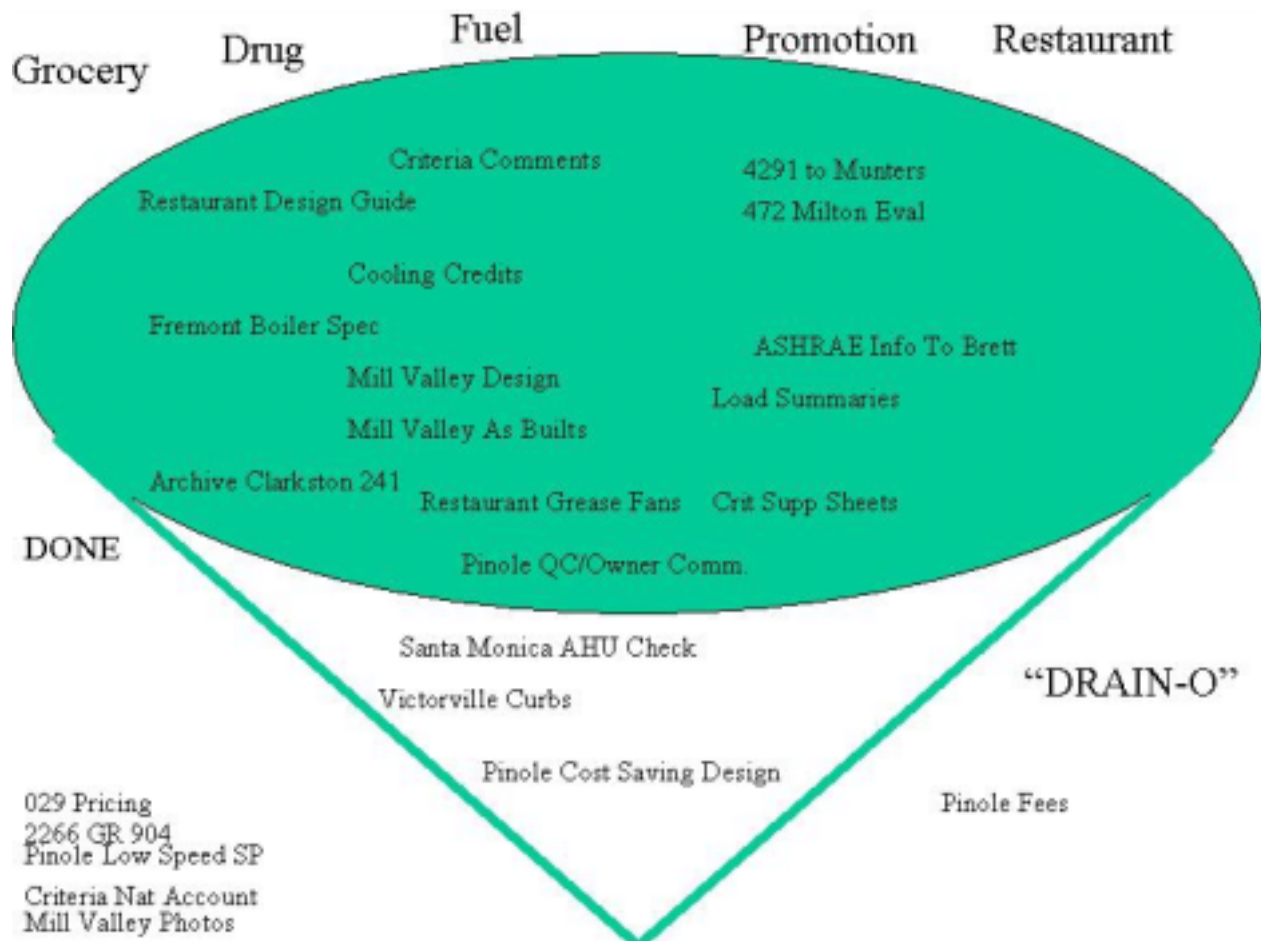 Grocery
Drug
Fuel
Promotion
Restaurant
Criteria Comments
4291 to Munters
Restaurant Design Guide
472 Milton Eval
Cooling Credits
Fremont Boiler Spec
ASHRAE Info To Brett
Mill Valley Design
Load Summaries
Mill Valley As Builts
Archive Clarkston 241
Restaurant Grease Fans
Crit Supp Sheets
DONE
Pinole QC/Owner Comm.
Santa Monica AHU Check
“DRAIN-O”
Victorville Curbs
Pinole Cost Saving Design
029 Pricing
Pinole Fees
2266 GR 904
Pinole Low Speed SP
Criteria Nat Account
Mill Valley Photos